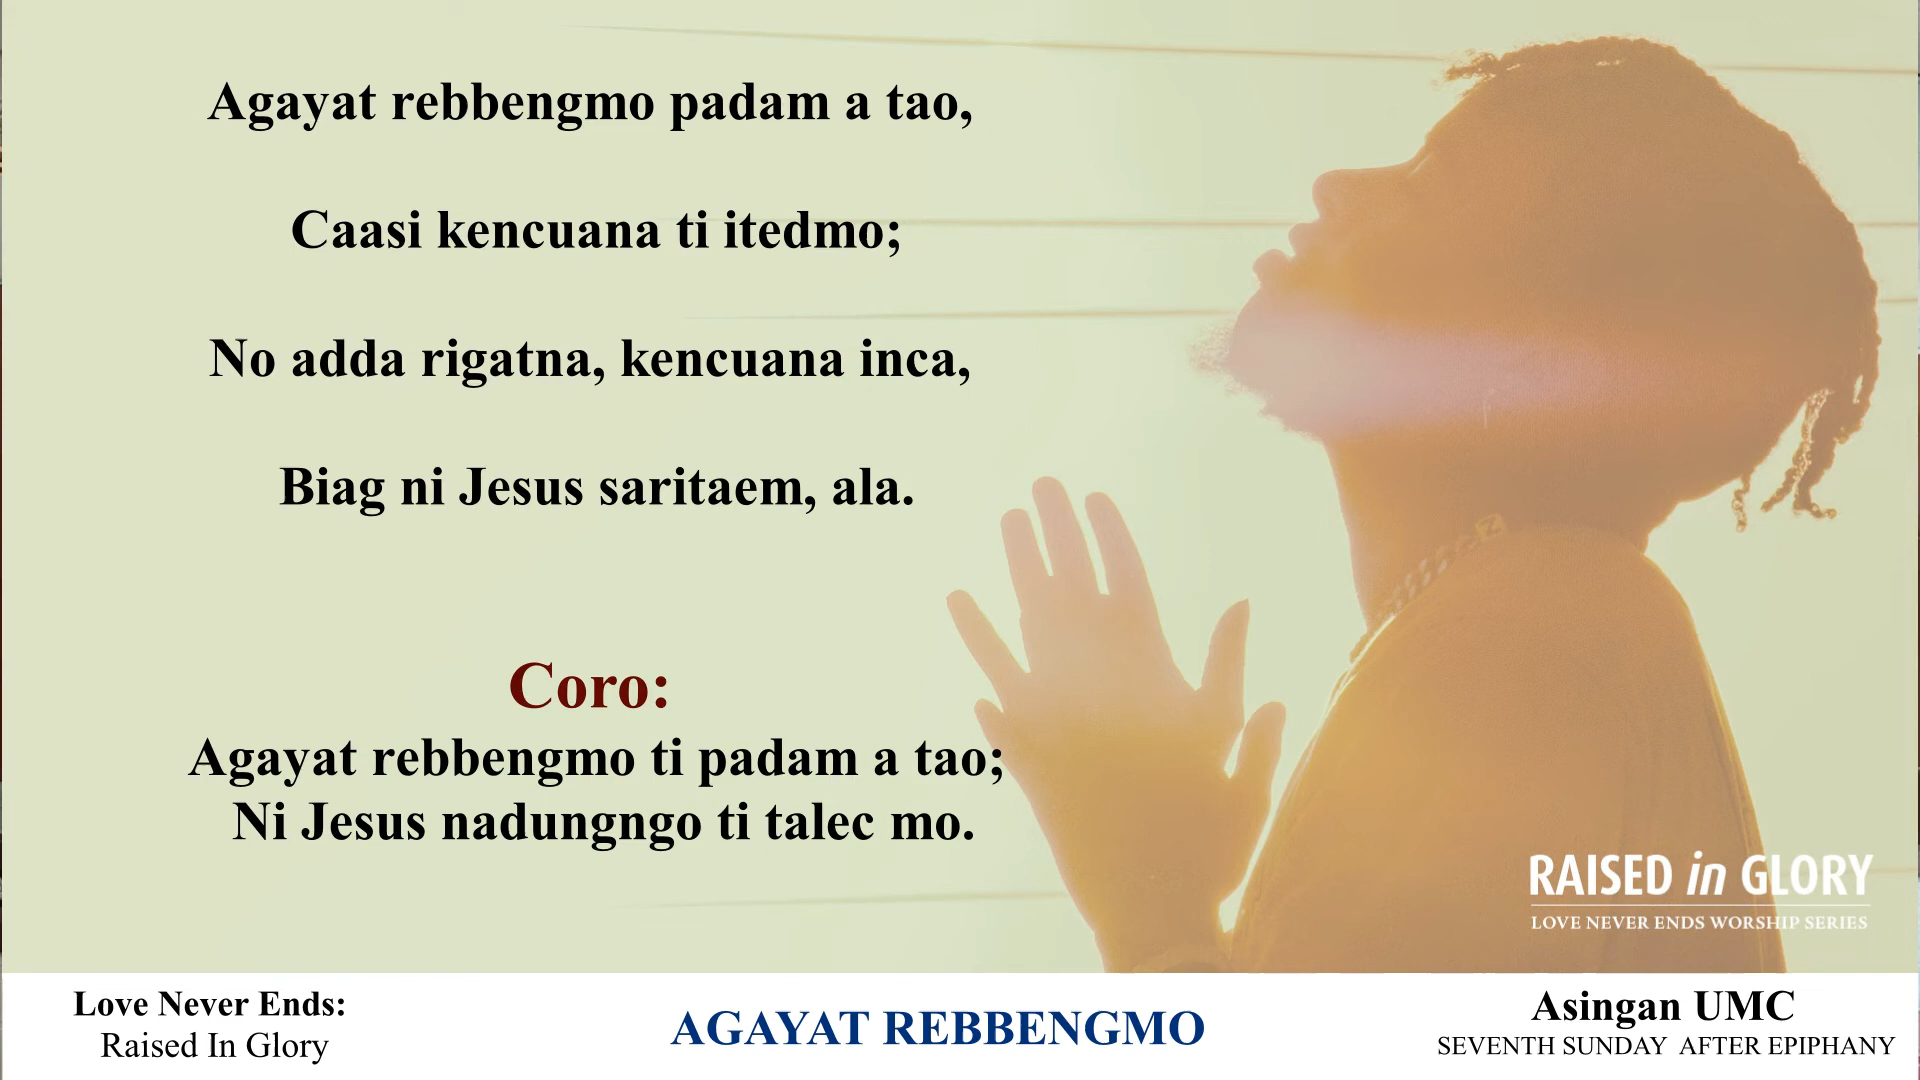 Agayat rebbengmo padam a tao,
Caasi kencuana ti itedmo;
No adda rigatna, kencuana inca,
Biag ni Jesus saritaem, ala.
Coro:
Agayat rebbengmo ti padam a tao;
Ni Jesus nadungngo ti talec mo.
RAISED in GLORY
LOVE NEVER ENDS WORSHIP SERIES
Love Never Ends:
Raised In Glory
AGAYAT REBBENGMO
Asingan UMC
SEVENTH SUNDAY AFTER EPIPHANY